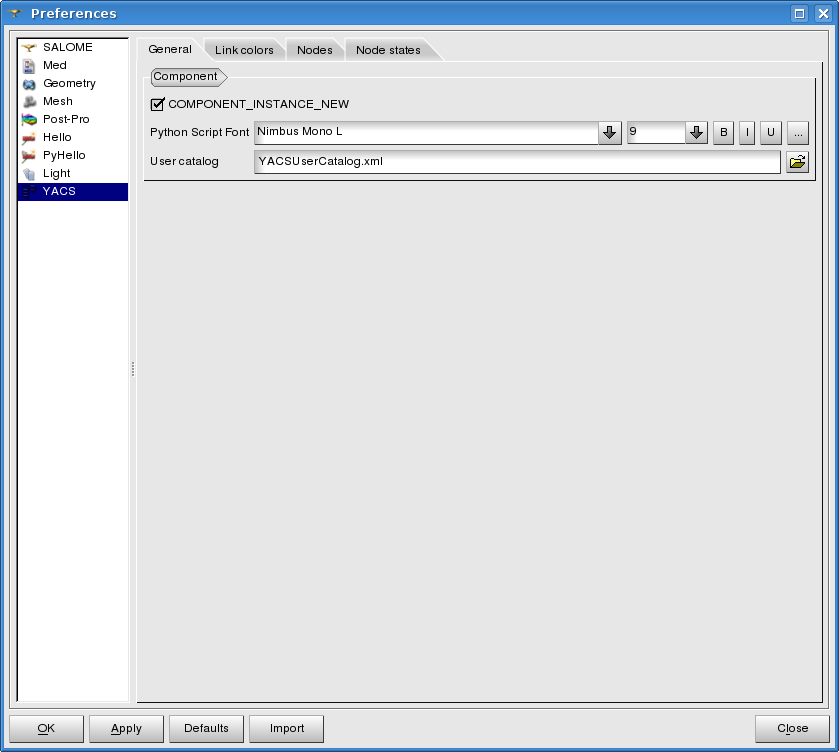 Preferences
SALOME
Med
Geometry
Mesh
Post-Pro
Hello
PyHello
Light
YACS
General Link colors Nodes Node states
Component
COMPONENT_INSTANCE_NEW
Python Script Font Nimbus Mono L 9 B I U ...
User catalog YACSUserCatalog.xml
OK Apply Defaults Import Close